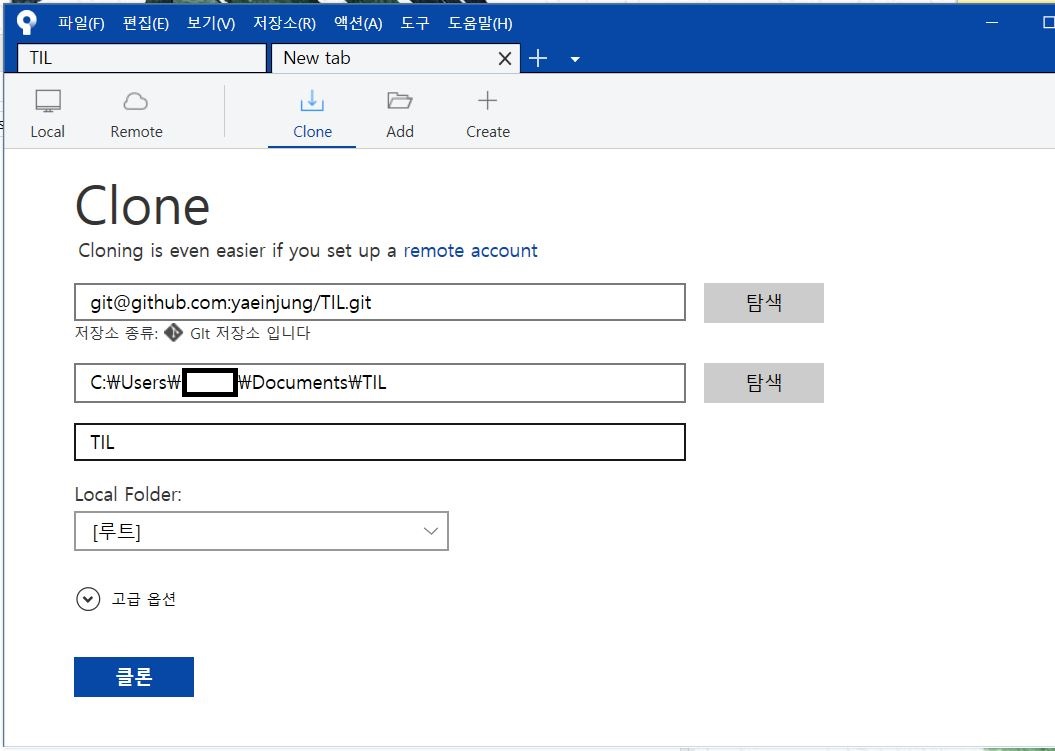 파일(F) 편집(E) 보기(V) 저장소(R) 액션(A) 도구 도움말(H)
TIL New tab
Local Remote Clone Add Create
Clone
Cloning is even easier if you set up a remote account
git@github.com:yaeinjung/TIL.git 탐색
저장소 종류: GIt 저장소 입니다
C:₩Users₩ ₩Documents₩TIL 탐색
TIL
Local Folder:
[루트]
고급 옵션
클론